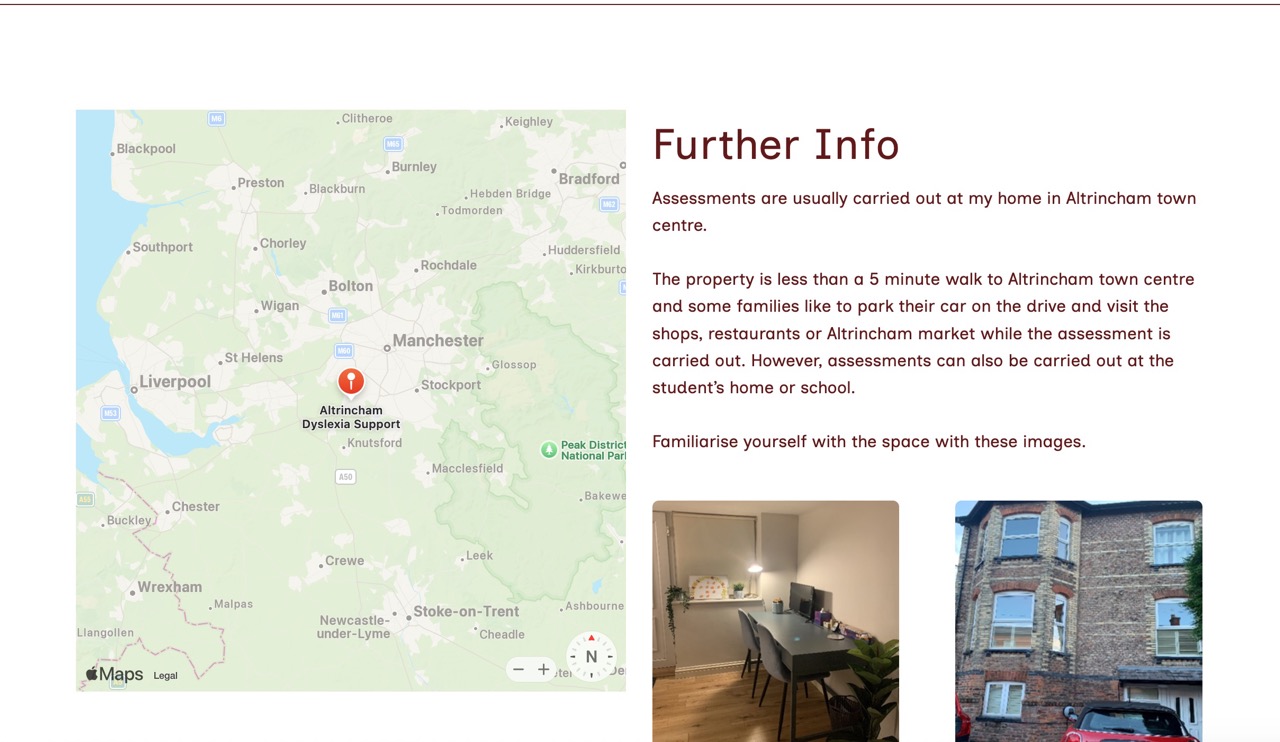 M6
Clitheroe
Keighley
Blackpool
M65
Burnley
Bradford
Preston
Blackburn
Hebden Bridge
M62
Todmorden
Southport
Chorley
Huddersfield
Rochdale
Kirkburto
Bolton
Wigan
M61
Manchester
M60
St Helens
Glossop
Liverpool
Stockport
M53
Altrincham
Dyslexia Support
Knutsford
Peak District
National Park
Macclesfield
A50
A55
Bakewe
Chester
Buckley
Leek
Crewe
Wrexham
Malpas
Ashbourne
Stoke-on-Trent
Newcastle-
under-Lyme
Cheadle
Llangollen
N
Maps
Legal
− +
Further Info
Assessments are usually carried out at my home in Altrincham town
centre.
The property is less than a 5 minute walk to Altrincham town centre
and some families like to park their car on the drive and visit the
shops, restaurants or Altrincham market while the assessment is
carried out. However, assessments can also be carried out at the
student’s home or school.
Familiarise yourself with the space with these images.